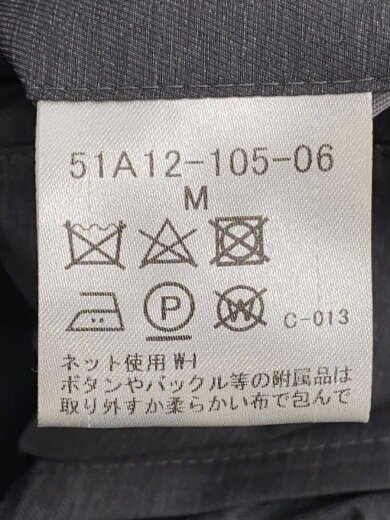 51A12-105-06
M
P
W C-013
ネット使用 W-I
ボタンやバックル等の附属品は
取り外すか柔らかい布で包んで